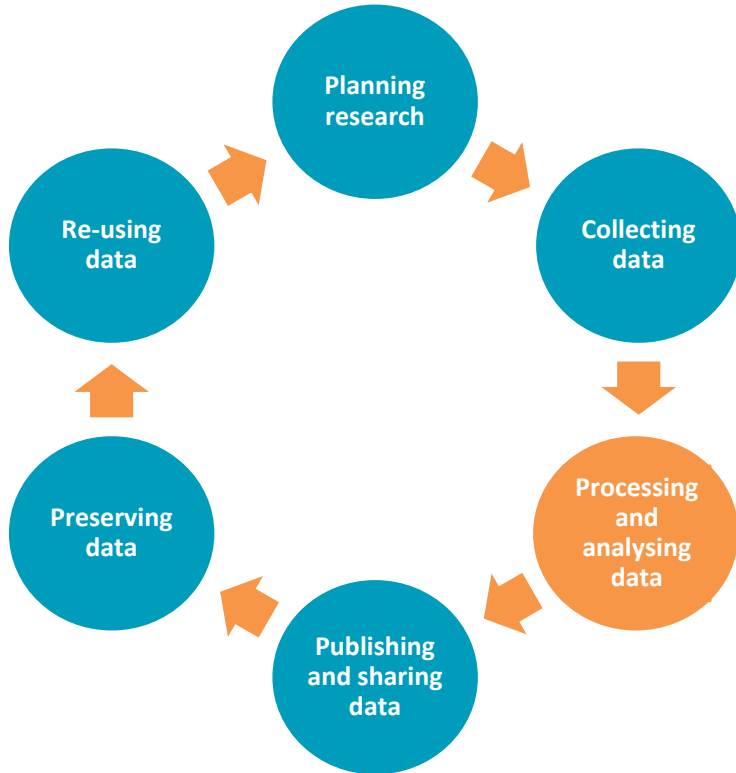 Planning
research
Collecting
data
Processing
and
analysing
data
Publishing
and sharing
data
Preserving
data
Re-using
data